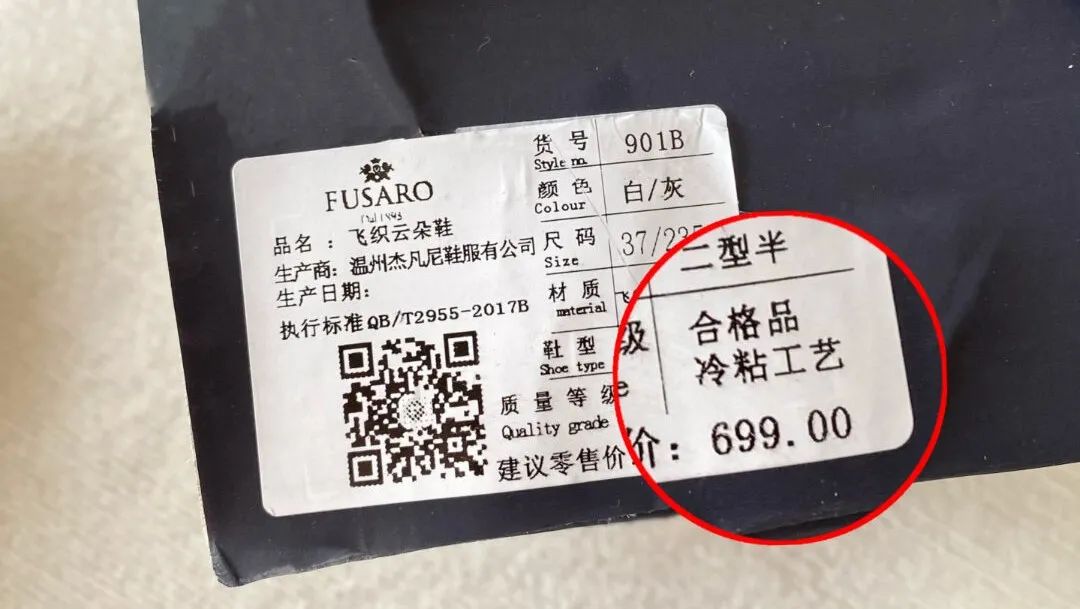 FUSARO
品名：飞织云朵鞋
生产商：温州杰凡尼鞋服有限公司
生产日期：
执行标准QB/T2955-2017B
货号 901B
Style no.
颜色 白/灰
Colour
尺码 37/235
Size
材质 飞
material
鞋型
Shoe type
质量等级
Quality grade
建议零售价
二型半
级 合格品
e 冷粘工艺
价：699.00